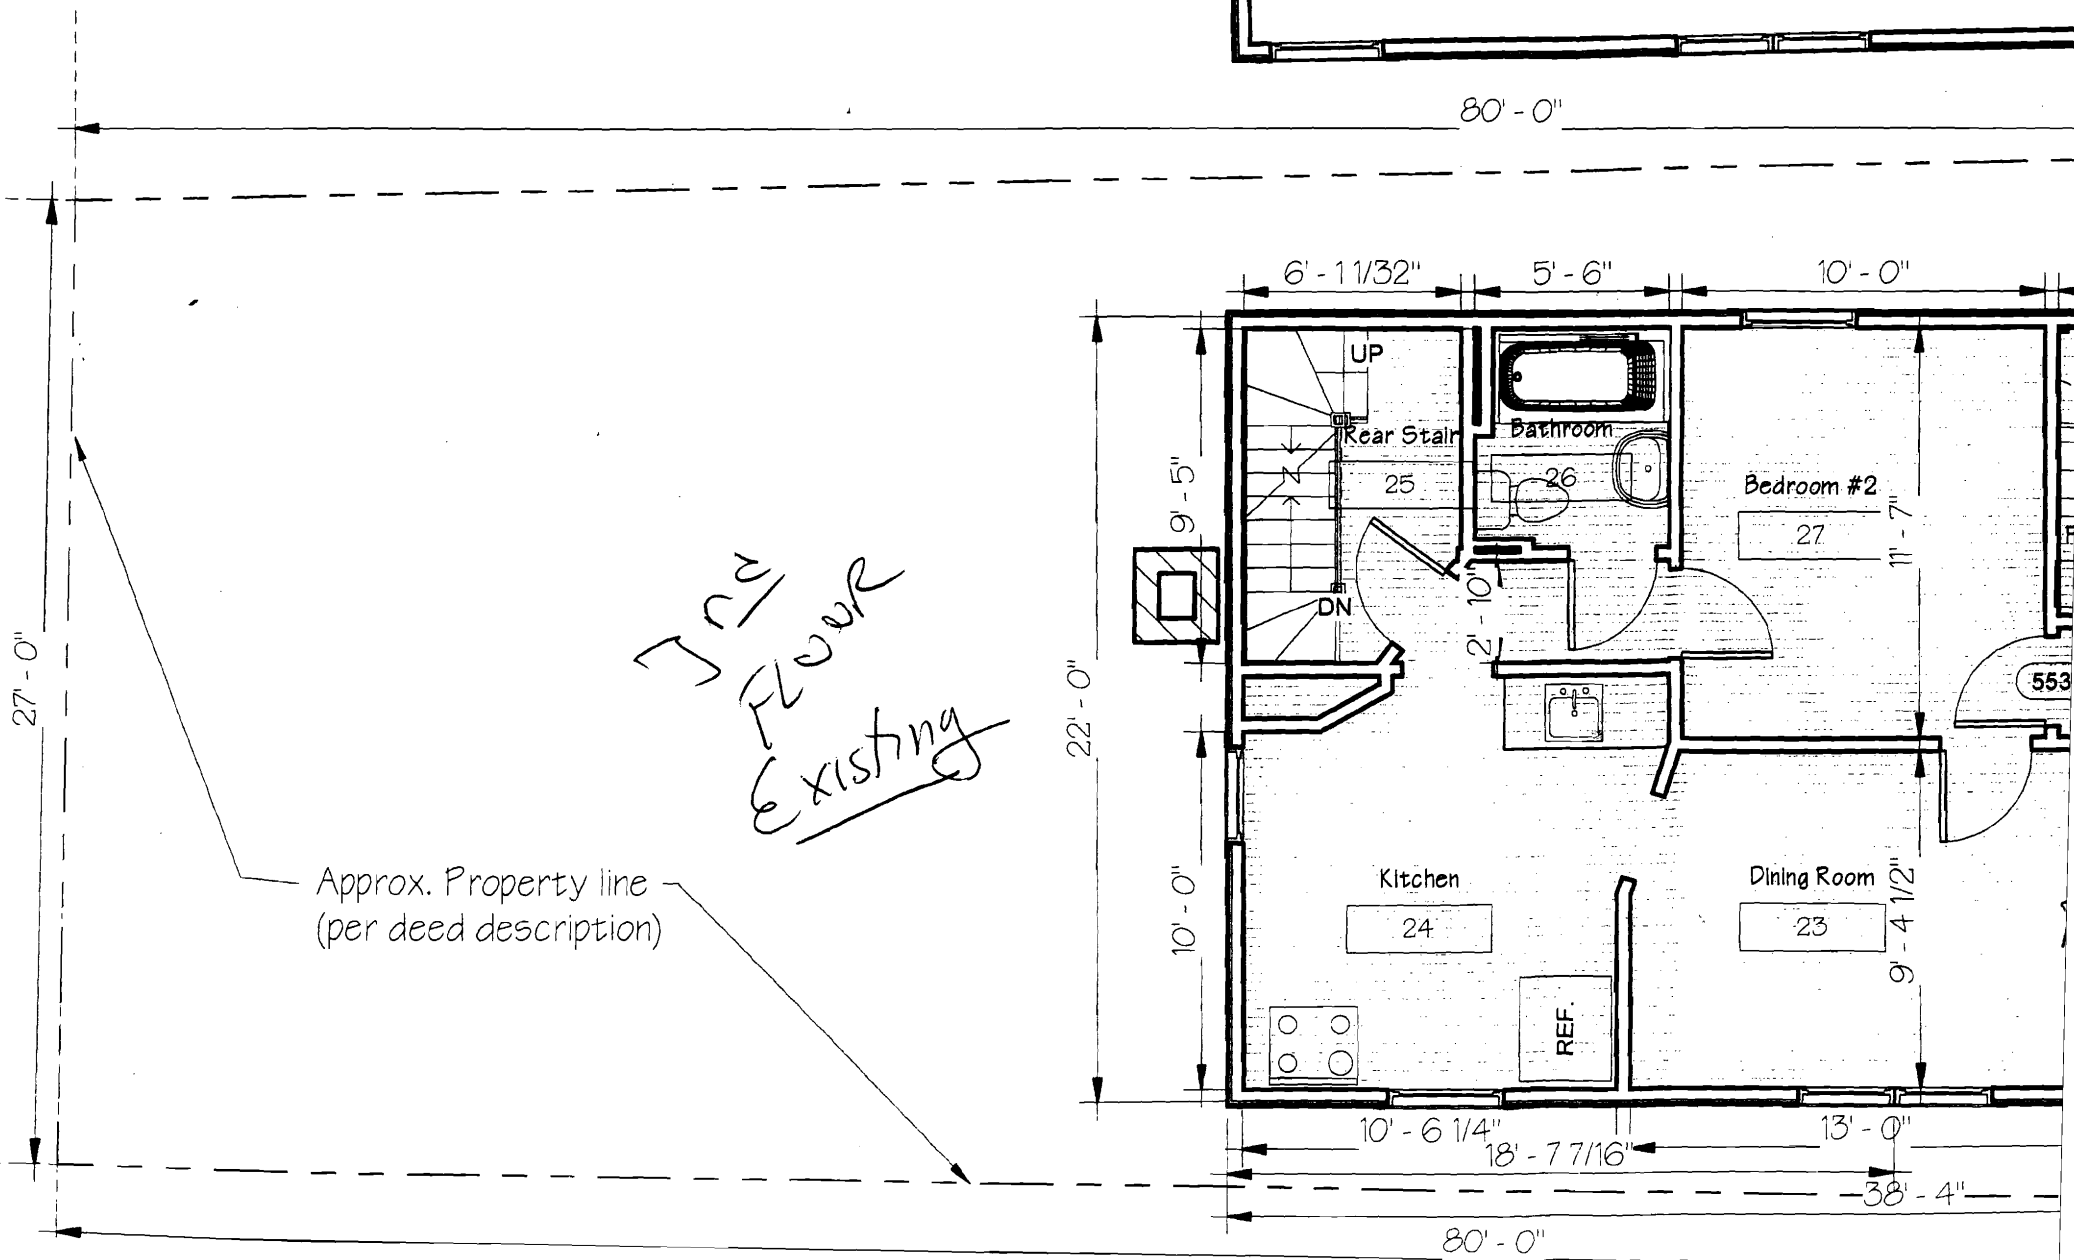 80' - 0"
6' - 1 1/32"
5' - 6"
10' - 0"
UP
Rear Stair
25
Bathroom
26
Bedroom #2
27
9' - 5"
11' - 7"
2' - 10"
DN
553
3rd
Floor
Existing
27' - 0"
22' - 0"
Approx. Property line
(per deed description)
10' - 0"
Kitchen
24
Dining Room
23
9' - 4 1/2"
REF.
10' - 6 1/4"
13' - 0"
18' - 7 7/16"
38' - 4"
80' - 0"